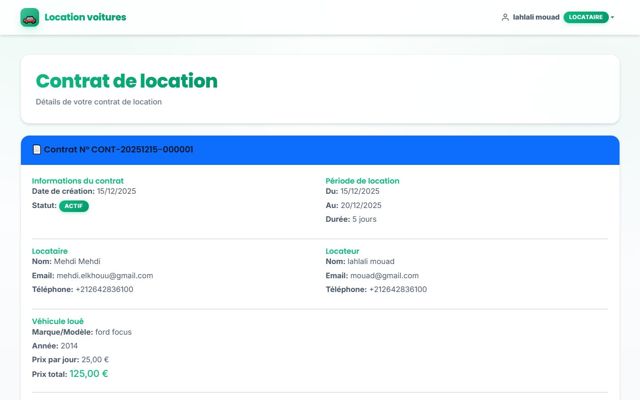 Location voitures
lahlali mouad LOCATAIRE
Contrat de location
Détails de votre contrat de location
Contrat N° CONT-20251215-000001
Informations du contrat
Date de création: 15/12/2025
Statut: ACTIF
Période de location
Du: 15/12/2025
Au: 20/12/2025
Durée: 5 jours
Locataire
Nom: Mehdi Mehdi
Email: mehdi.elkhouu@gmail.com
Téléphone: +212642836100
Locateur
Nom: lahlali mouad
Email: mouad@gmail.com
Téléphone: +212642836100
Véhicule loué
Marque/Modèle: ford focus
Année: 2014
Prix par jour: 25,00 €
Prix total: 125,00 €